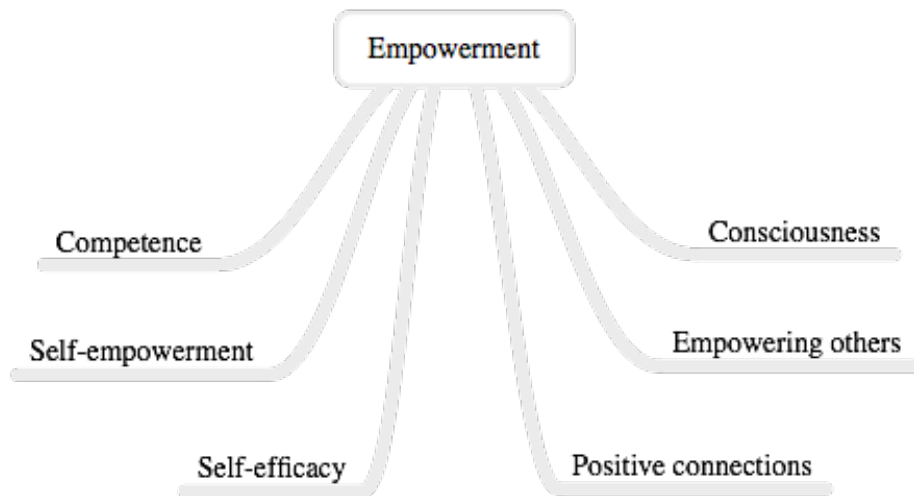 Empowerment
Competence
Consciousness
Self-empowerment
Empowering others
Self-efficacy
Positive connections